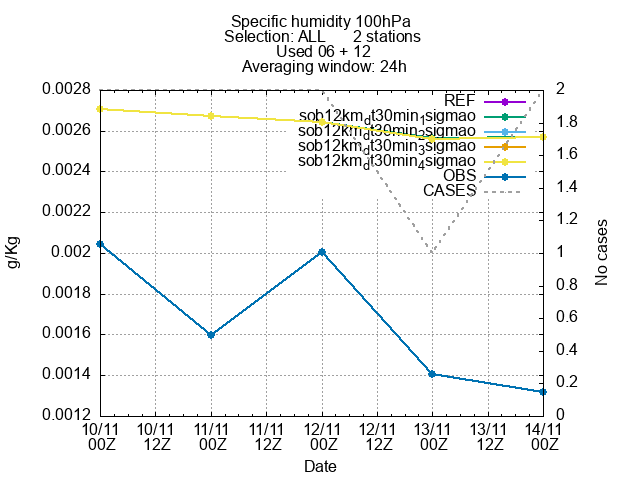 Specific humidity 100hPa
Selection: ALL 2 stations
Used 06 + 12
Averaging window: 24h
0.0028
0.0026
0.0024
0.0022
0.002
0.0018
0.0016
0.0014
0.0012
g/Kg
REF
sob12km_dt30min_1sigmao
sob12km_dt30min_2sigmao
sob12km_dt30min_3sigmao
sob12km_dt30min_4sigmao
OBS
CASES
2
1.8
1.6
1.4
1.2
1
0.8
0.6
0.4
0.2
0
No cases
10/11 10/11 11/11 11/11 12/11 12/11 13/11 13/11 14/11
00Z 12Z 00Z 12Z 00Z 12Z 00Z 12Z 00Z
Date